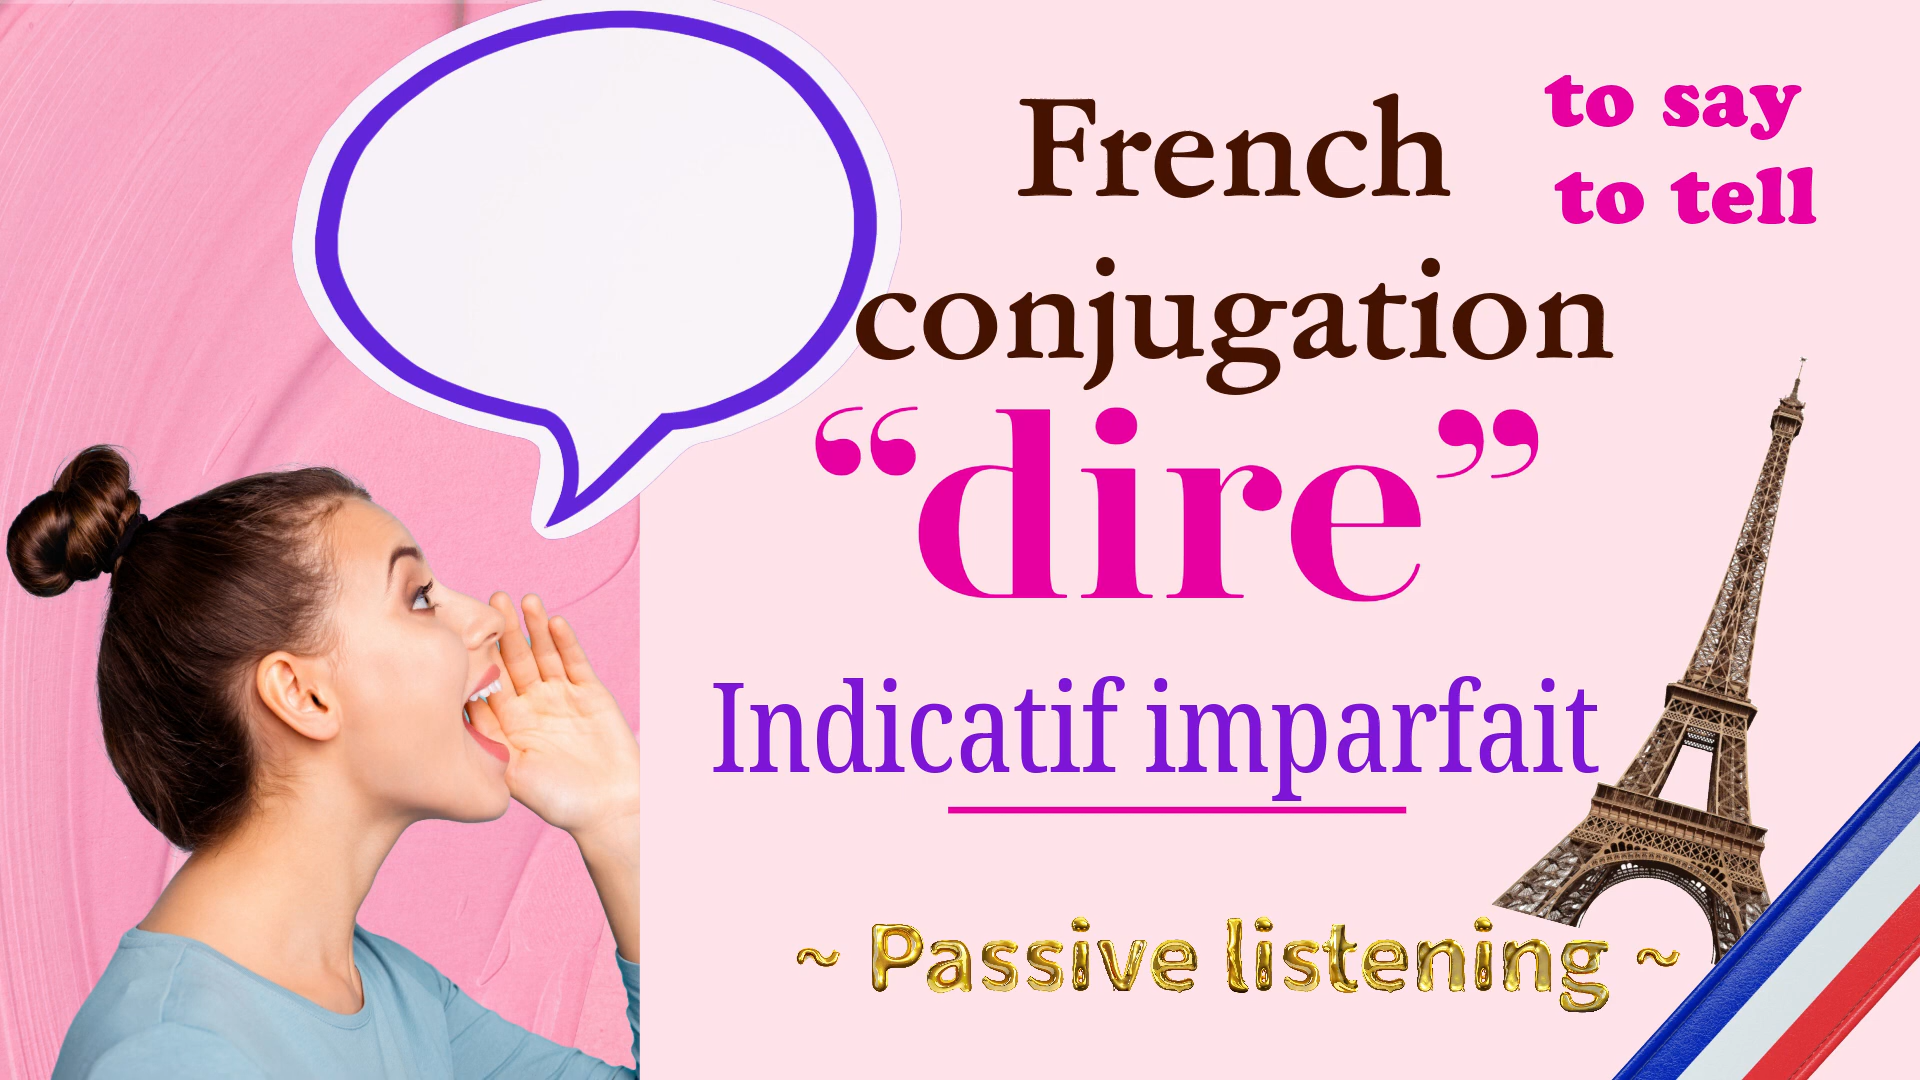 French
conjugation
to say
to tell
“dire”
Indicatif imparfait
~ Passive listening ~